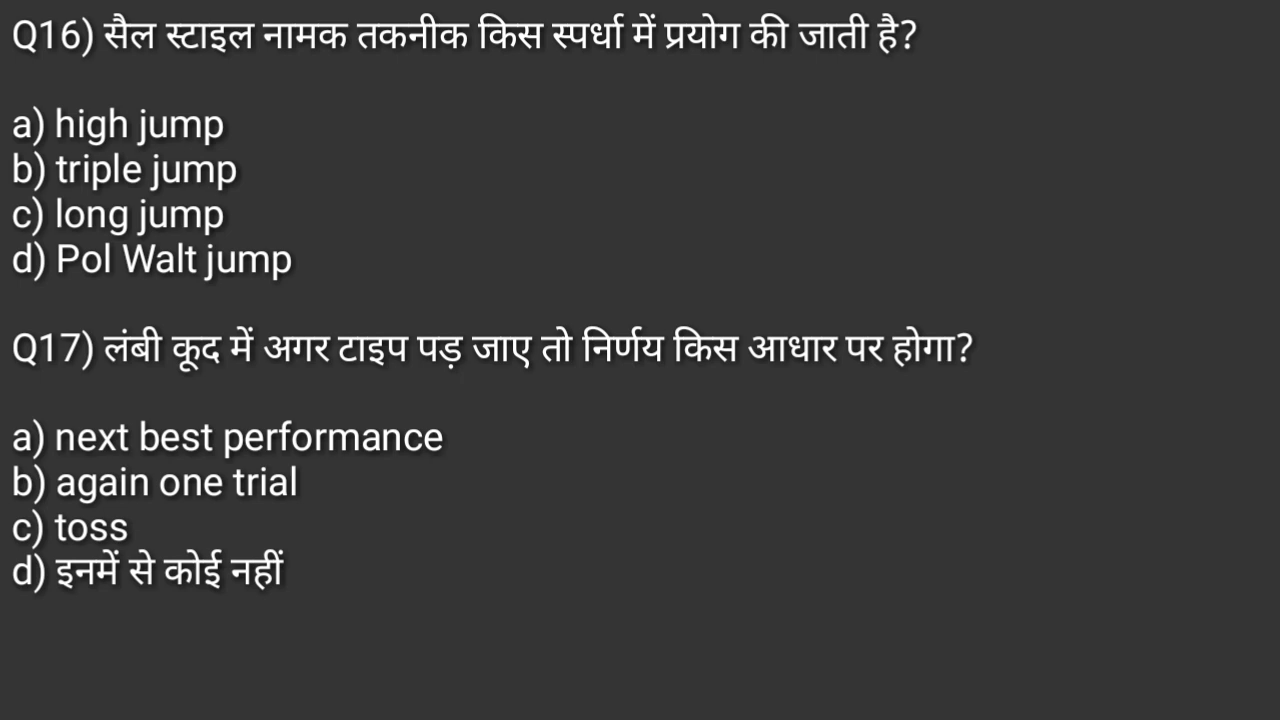 Q16) सैल स्टाइल नामक तकनीक किस स्पर्धा में प्रयोग की जाती है?
a) high jump
b) triple jump
c) long jump
d) Pol Walt jump
Q17) लंबी कूद में अगर टाइप पड़ जाए तो निर्णय किस आधार पर होगा?
a) next best performance
b) again one trial
c) toss
d) इनमें से कोई नहीं